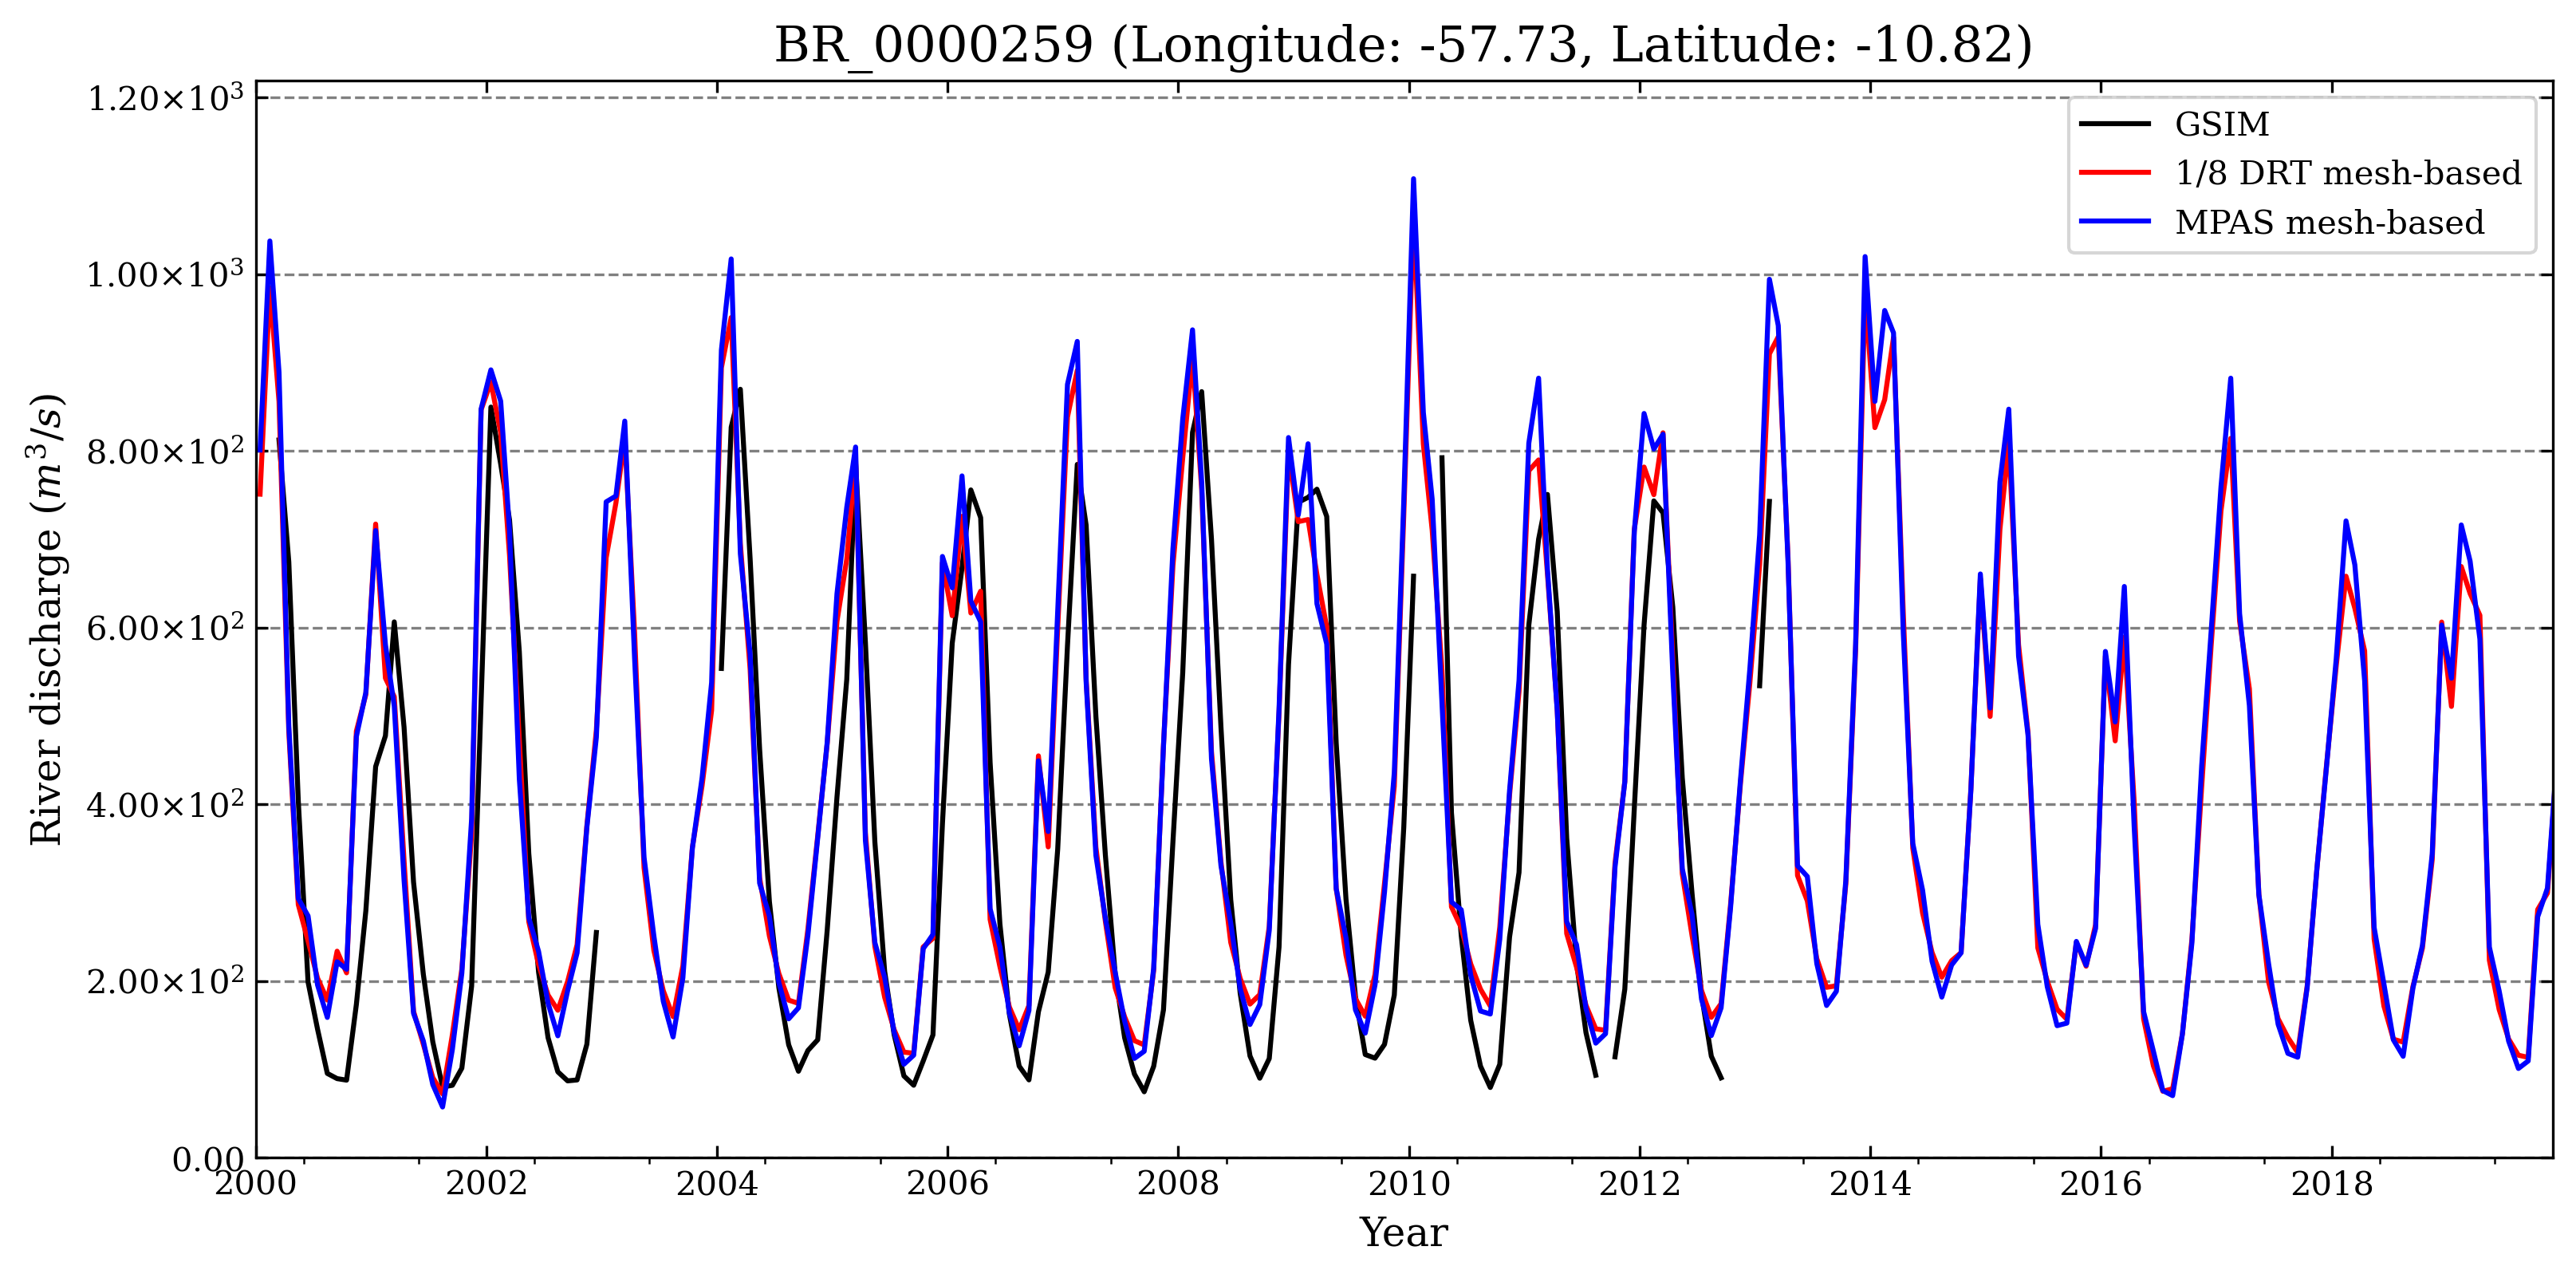 BR_0000259 (Longitude: -57.73, Latitude: -10.82)
1.20×10³
1.00×10³
8.00×10²
6.00×10²
4.00×10²
2.00×10²
0.00
River discharge (m³/s)
GSIM
1/8 DRT mesh-based
MPAS mesh-based
2000 2002 2004 2006 2008 2010 2012 2014 2016 2018
Year